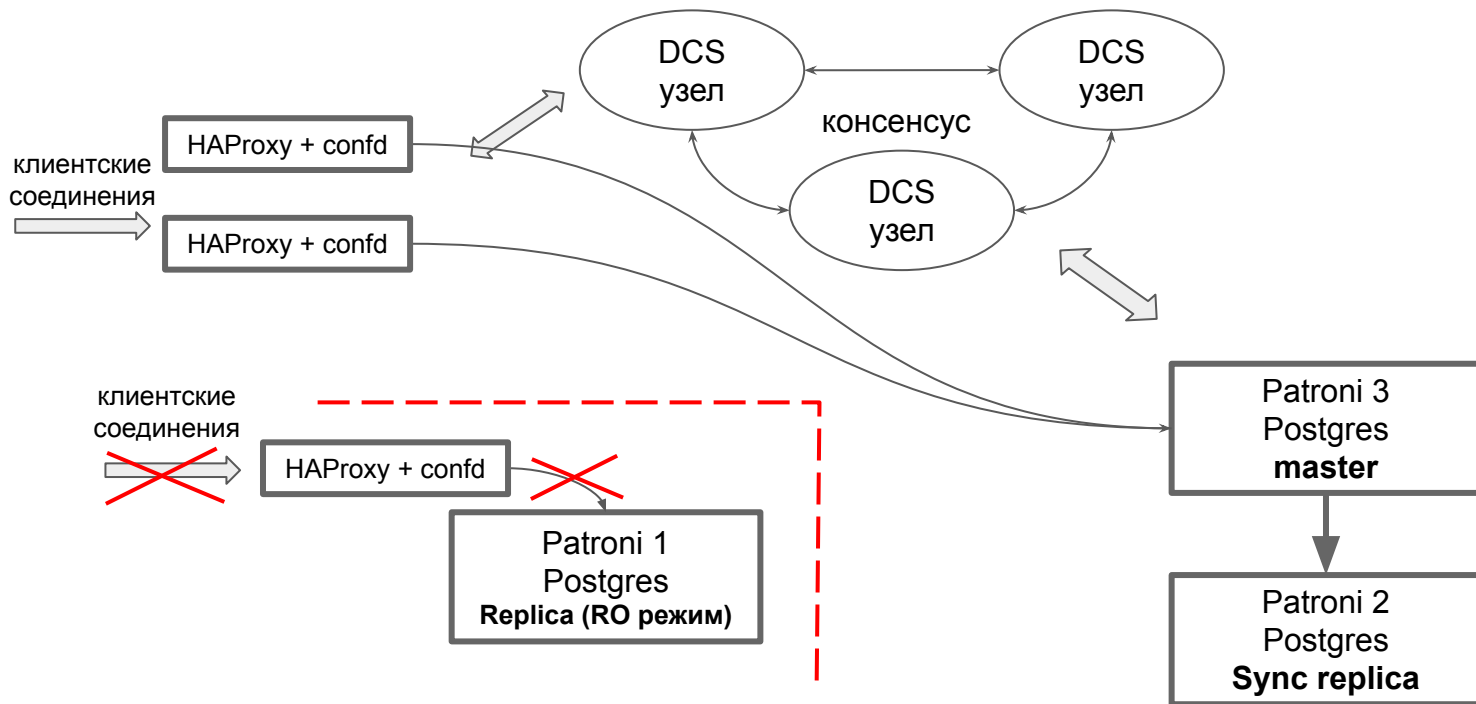 DCS
узел
DCS
узел
консенсус
DCS
узел
HAProxy + confd
клиентские
соединения
HAProxy + confd
клиентские
соединения
HAProxy + confd
Patroni 1
Postgres
Replica (RO режим)
Patroni 3
Postgres
master
Patroni 2
Postgres
Sync replica